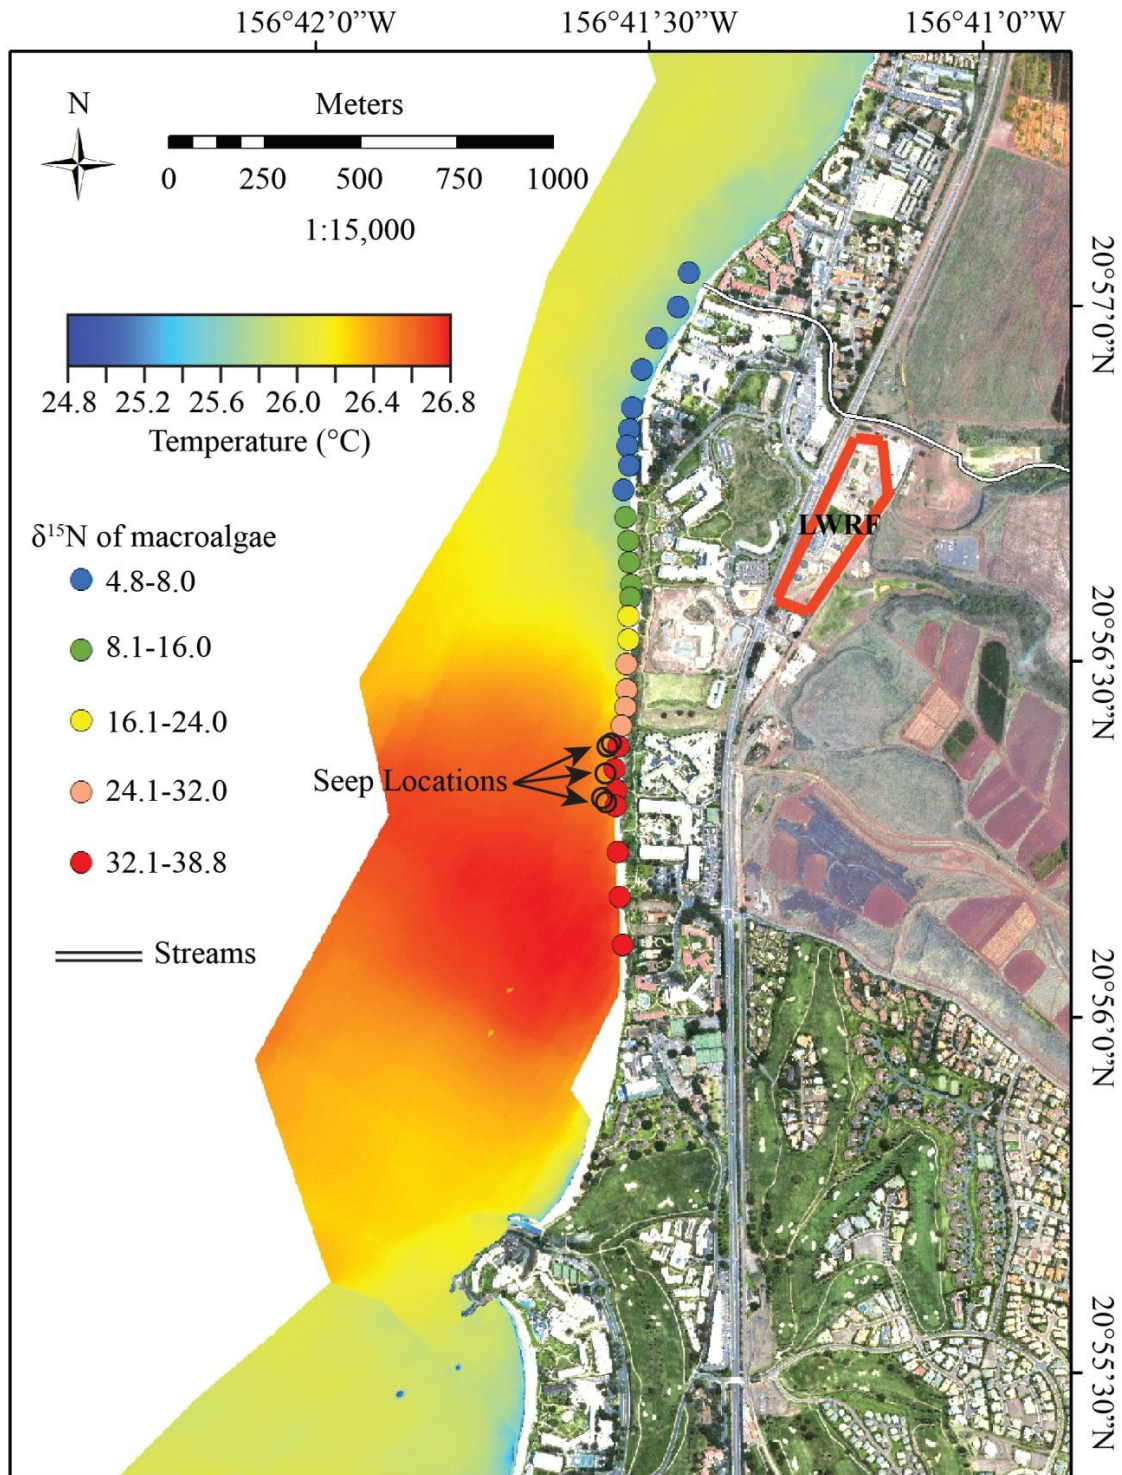 156°42’0”W 156°41’30”W 156°41’0”W
N
Meters
0 250 500 750 1000
1:15,000
20°57’0”N
24.8 25.2 25.6 26.0 26.4 26.8
Temperature (°C)
LWRF
δ¹⁵N of macroalgae
4.8-8.0
8.1-16.0
20°56’30”N
16.1-24.0
Seep Locations
24.1-32.0
32.1-38.8
Streams
20°56’0”N
20°55’30”N